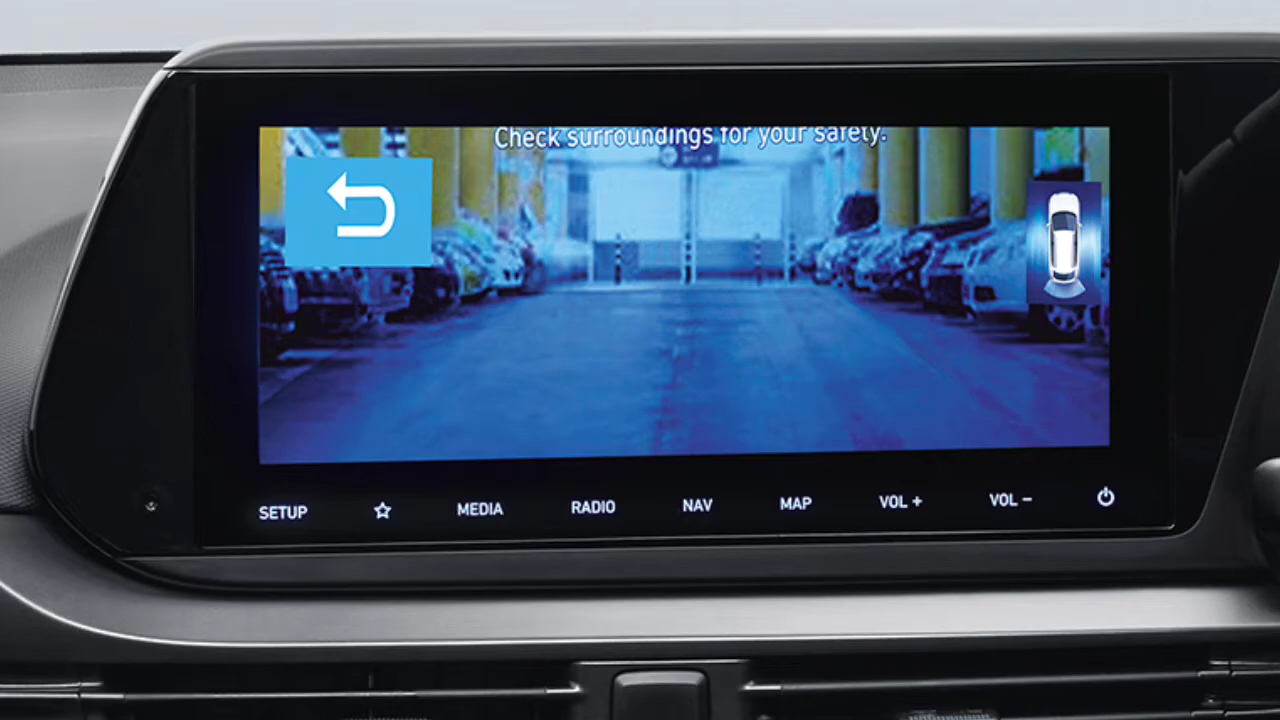 Check surroundings for your safety.
SETUP MEDIA RADIO NAV MAP VOL + VOL −